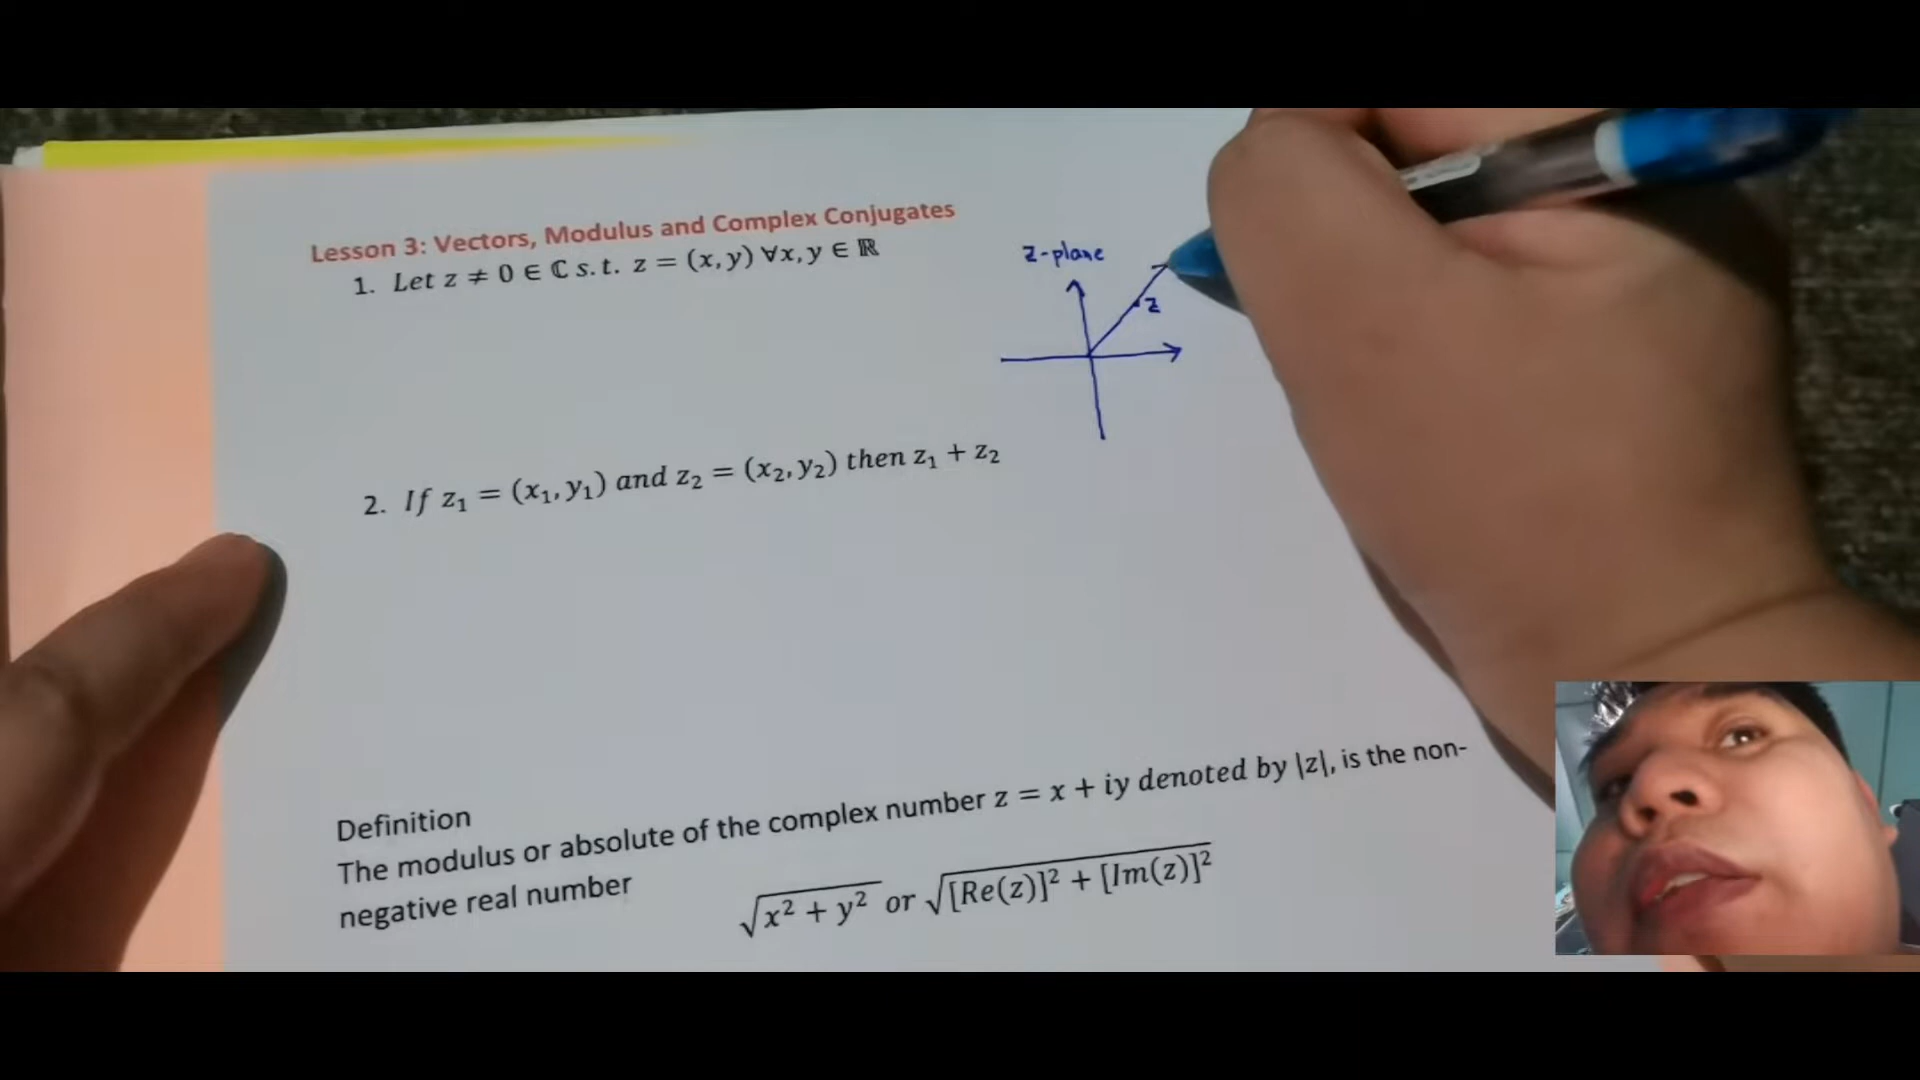 Lesson 3: Vectors, Modulus and Complex Conjugates
1. Let z ≠ 0 ∈ ℂ s.t. z = (x, y) ∀x, y ∈ ℝ
z-plane
z
2. If z₁ = (x₁, y₁) and z₂ = (x₂, y₂) then z₁ + z₂
Definition
The modulus or absolute of the complex number z = x + iy denoted by |z|, is the non-
negative real number
√x² + y² or √[Re(z)]² + [Im(z)]²